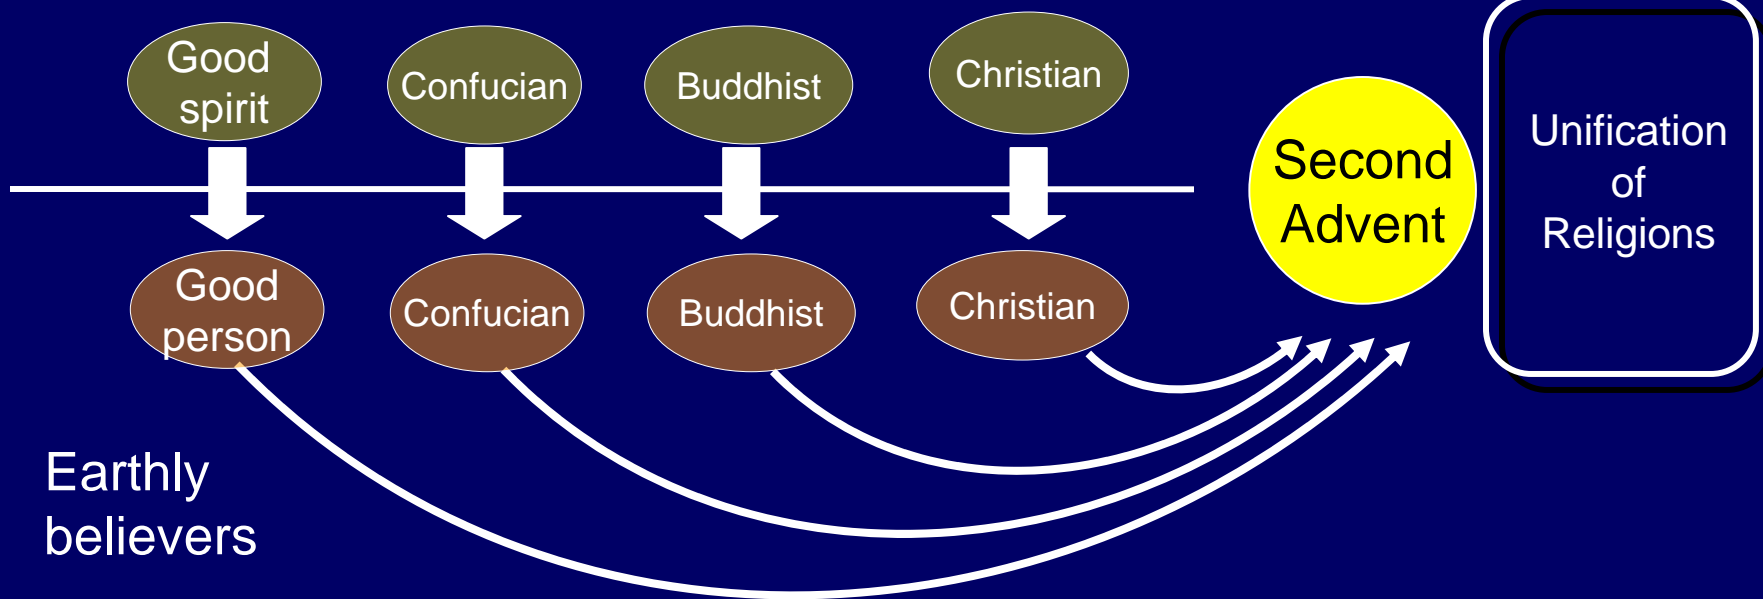 Good
spirit
Confucian
Buddhist
Christian
Second
Advent
Unification
of
Religions
Good
person
Confucian
Buddhist
Christian
Earthly
believers